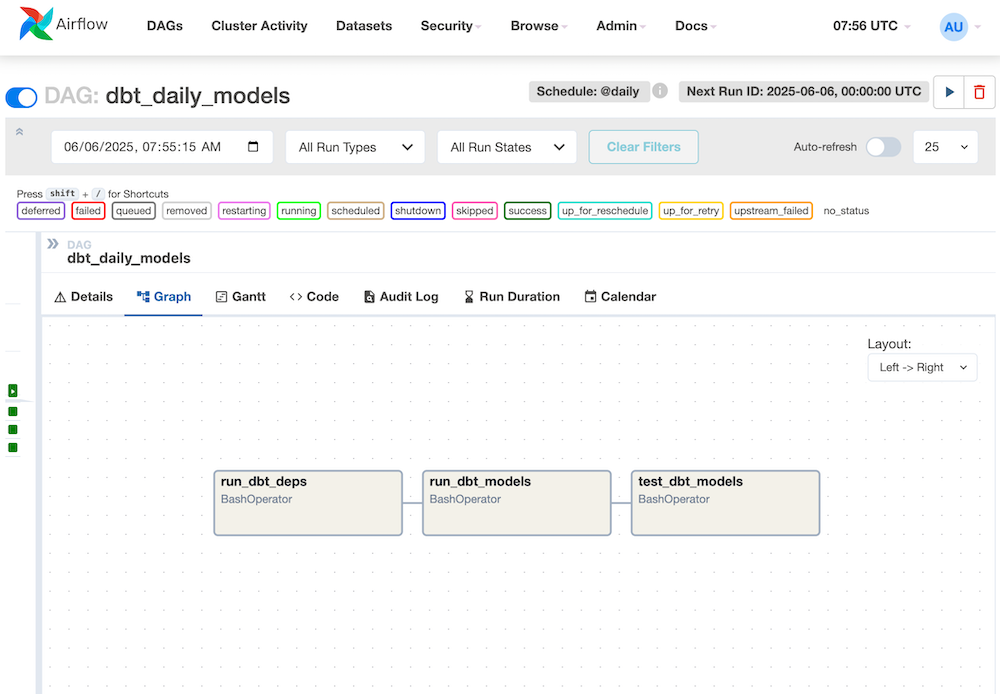 Airflow DAGs Cluster Activity Datasets Security Browse Admin Docs 07:56 UTC AU
DAG: dbt_daily_models Schedule: @daily i Next Run ID: 2025-06-06, 00:00:00 UTC
06/06/2025, 07:55:15 AM All Run Types All Run States Clear Filters Auto-refresh 25
Press shift + / for Shortcuts
deferred failed queued removed restarting running scheduled shutdown skipped success up_for_reschedule up_for_retry upstream_failed no_status
DAG
dbt_daily_models
Details Graph Gantt Code Audit Log Run Duration Calendar
Layout:
Left -> Right
run_dbt_deps run_dbt_models test_dbt_models
BashOperator BashOperator BashOperator